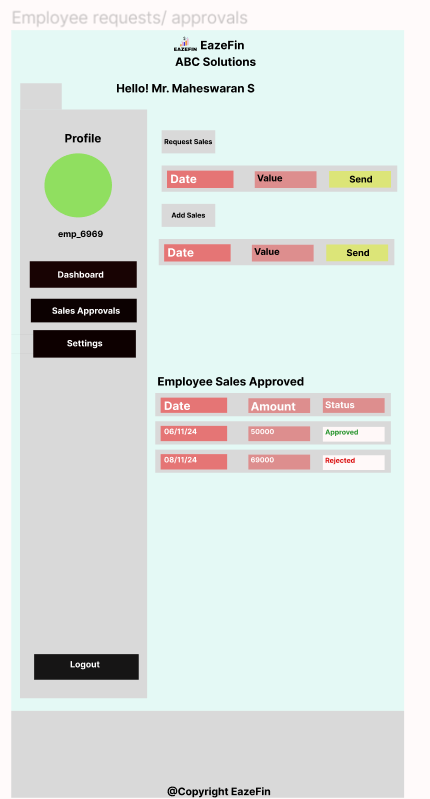 Employee requests/ approvals
EAZEFIN EazeFin
ABC Solutions
Hello! Mr. Maheswaran S
Profile
emp_6969
Dashboard
Sales Approvals
Settings
Logout
Request Sales
Date Value Send
Add Sales
Date Value Send
Employee Sales Approved
Date Amount Status
06/11/24 50000 Approved
08/11/24 69000 Rejected
@Copyright EazeFin